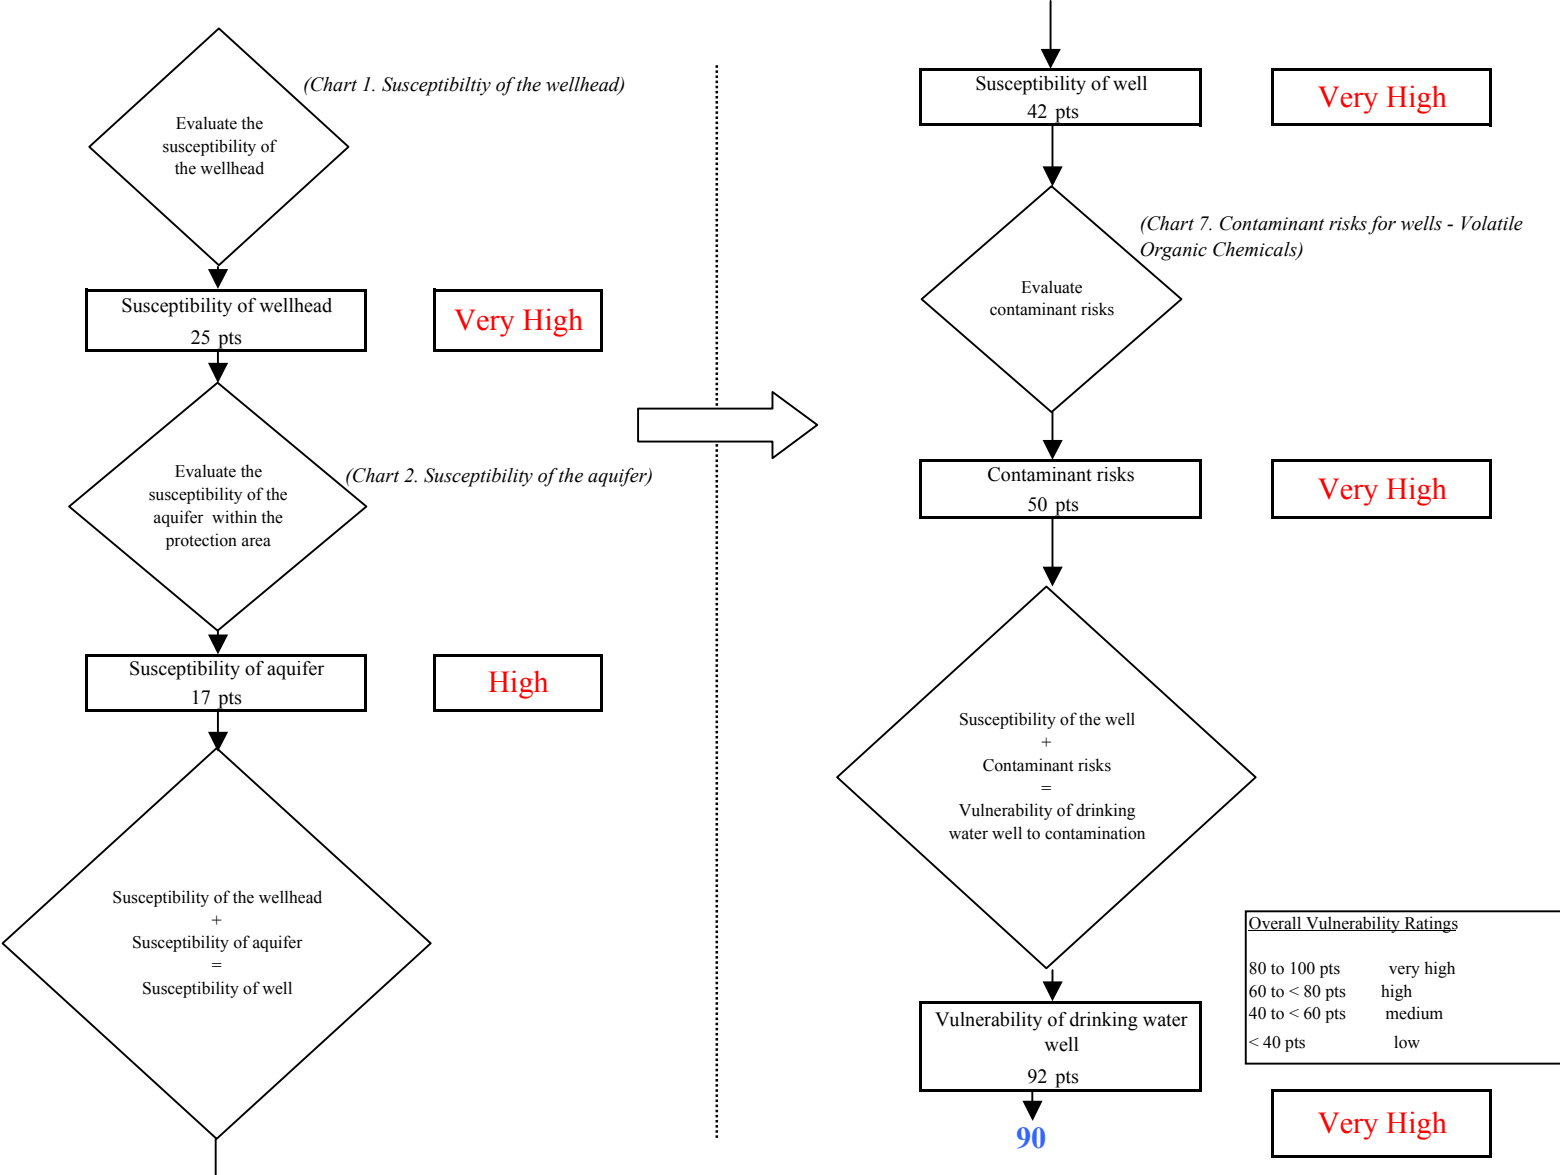 (Chart 1. Susceptibiltiy of the wellhead)
Evaluate the
susceptibility of
the wellhead
Susceptibility of wellhead
25 pts
Very High
Evaluate the
susceptibility of the
aquifer within the
protection area
(Chart 2. Susceptibility of the aquifer)
Susceptibility of aquifer
17 pts
High
Susceptibility of the wellhead
+
Susceptibility of aquifer
=
Susceptibility of well
Susceptibility of well
42 pts
Very High
(Chart 7. Contaminant risks for wells - Volatile
Organic Chemicals)
Evaluate
contaminant risks
Contaminant risks
50 pts
Very High
Susceptibility of the well
+
Contaminant risks
=
Vulnerability of drinking
water well to contamination
Overall Vulnerability Ratings
80 to 100 pts very high
60 to < 80 pts high
40 to < 60 pts medium
< 40 pts low
Vulnerability of drinking water
well
92 pts
90
Very High